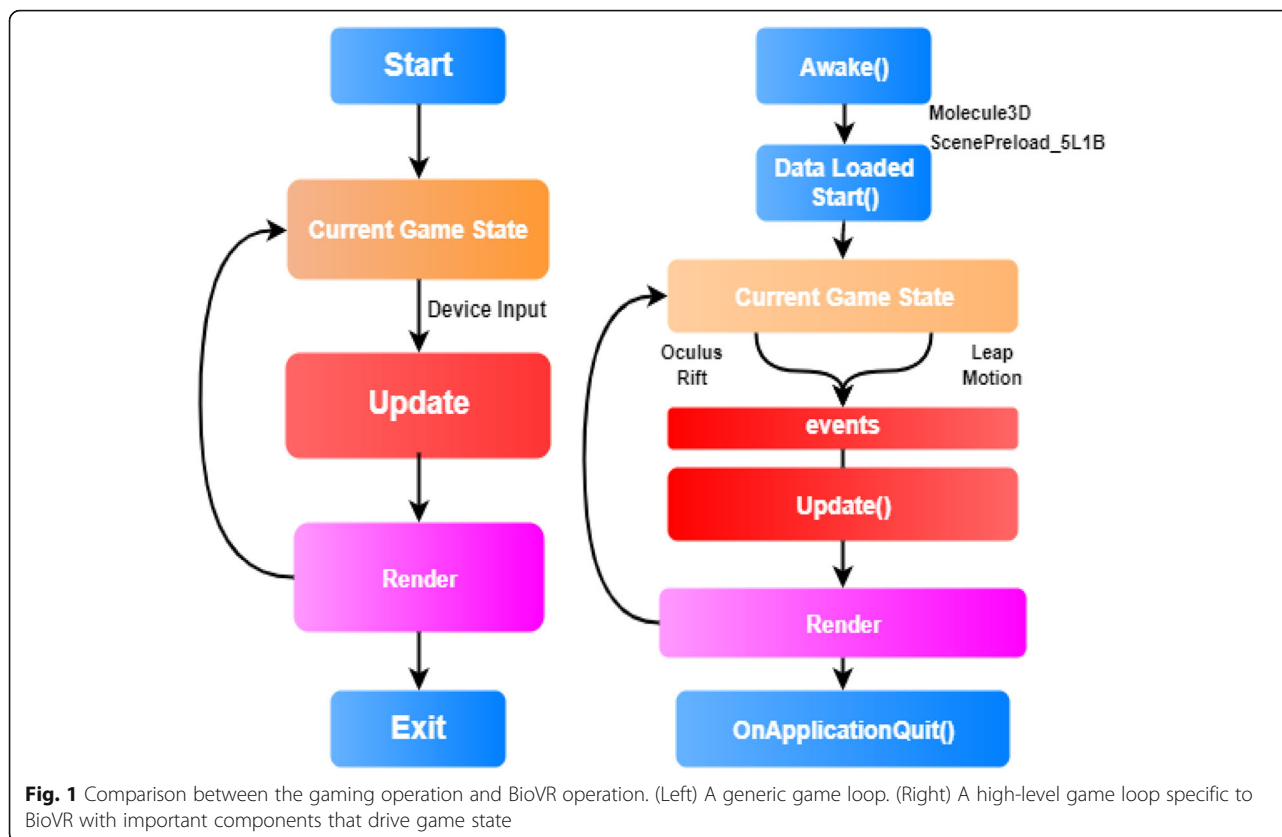 Start
Current Game State
Device Input
Update
Render
Exit
Awake()
Molecule3D
ScenePreload_5L1B
Data Loaded
Start()
Current Game State
Oculus
Rift
Leap
Motion
events
Update()
Render
OnApplicationQuit()
Fig. 1 Comparison between the gaming operation and BioVR operation. (Left) A generic game loop. (Right) A high-level game loop specific to
BioVR with important components that drive game state